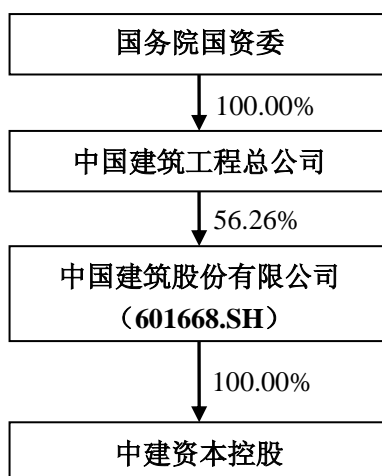 国务院国资委
100.00%
中国建筑工程总公司
56.26%
中国建筑股份有限公司
（601668.SH）
100.00%
中建资本控股